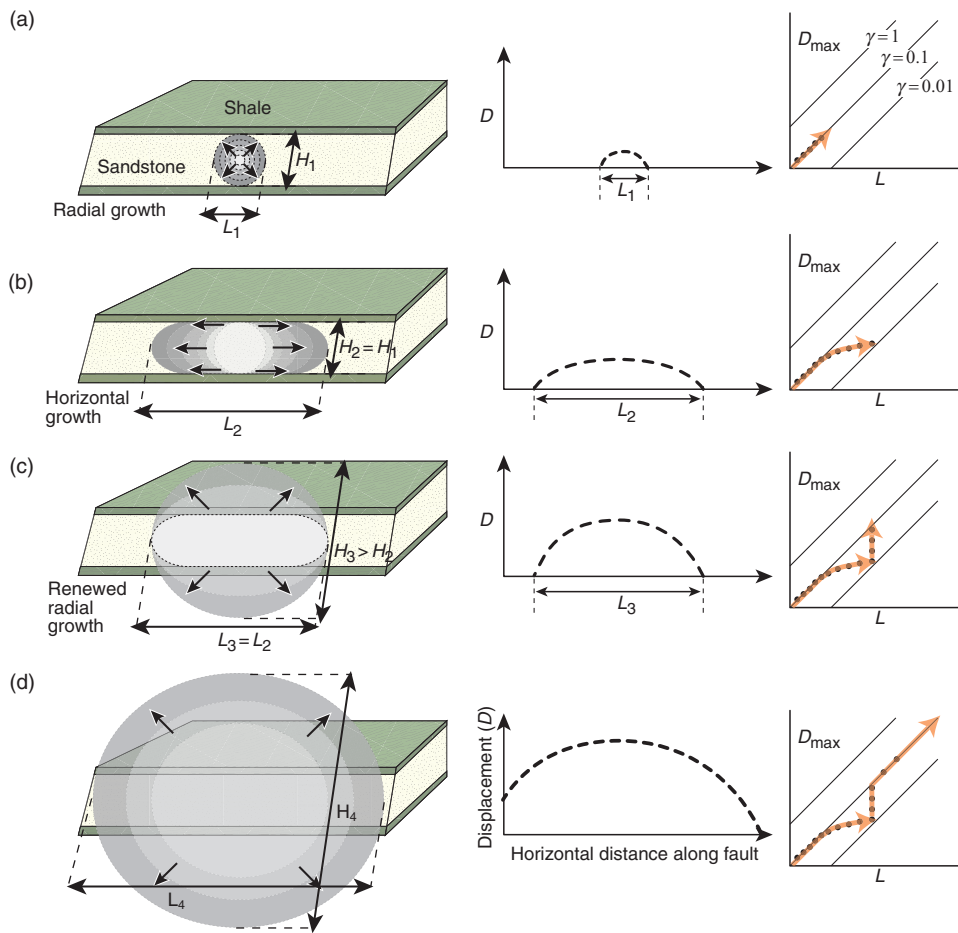 (a)
Shale
Sandstone
H1
Radial growth
L1
D
L1
Dmax
γ = 1
γ = 0.1
γ = 0.01
L
(b)
H2 = H1
Horizontal
growth
L2
D
L2
Dmax
L
(c)
H3 > H2
Renewed
radial
growth
L3 = L2
D
L3
Dmax
L
(d)
H4
L4
Displacement (D)
Horizontal distance along fault
Dmax
L